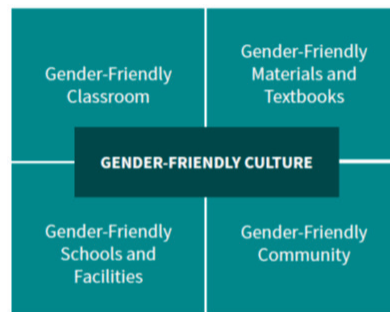 Gender-Friendly
Classroom
Gender-Friendly
Materials and
Textbooks
GENDER-FRIENDLY CULTURE
Gender-Friendly
Schools and
Facilities
Gender-Friendly
Community